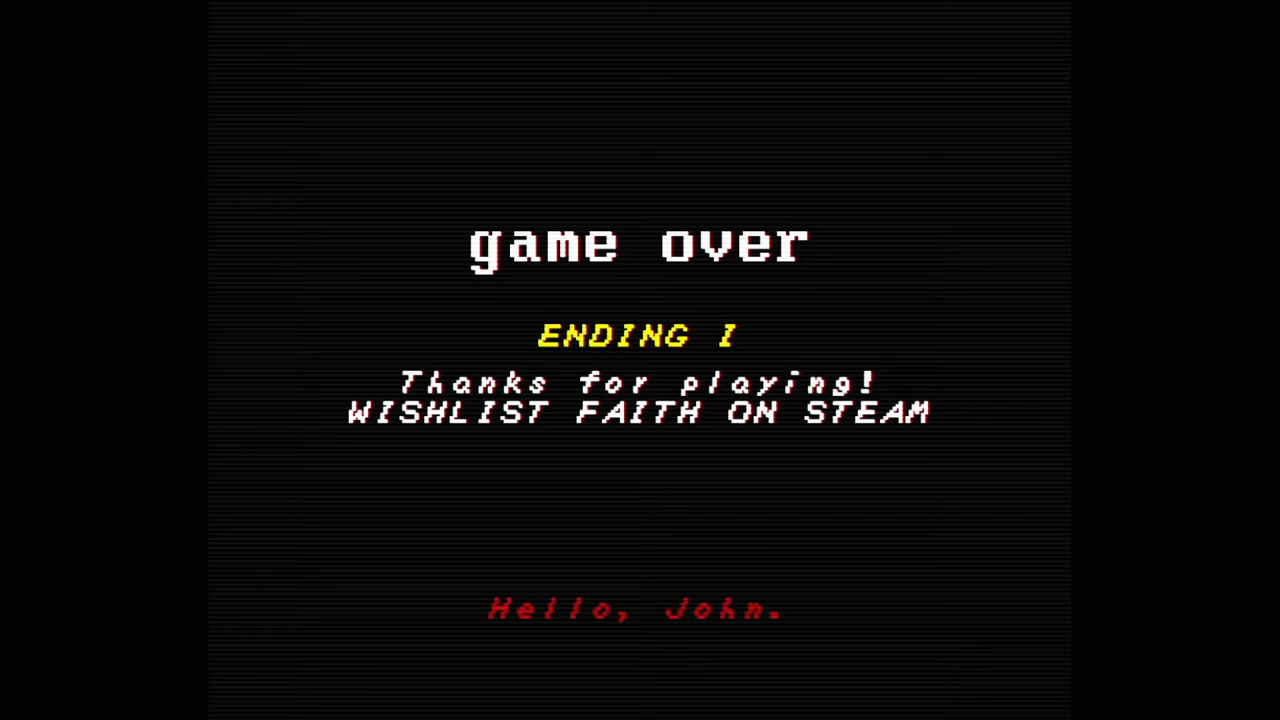 game over
ENDING I
Thanks for playing!
WISHLIST FAITH ON STEAM
Hello, John.